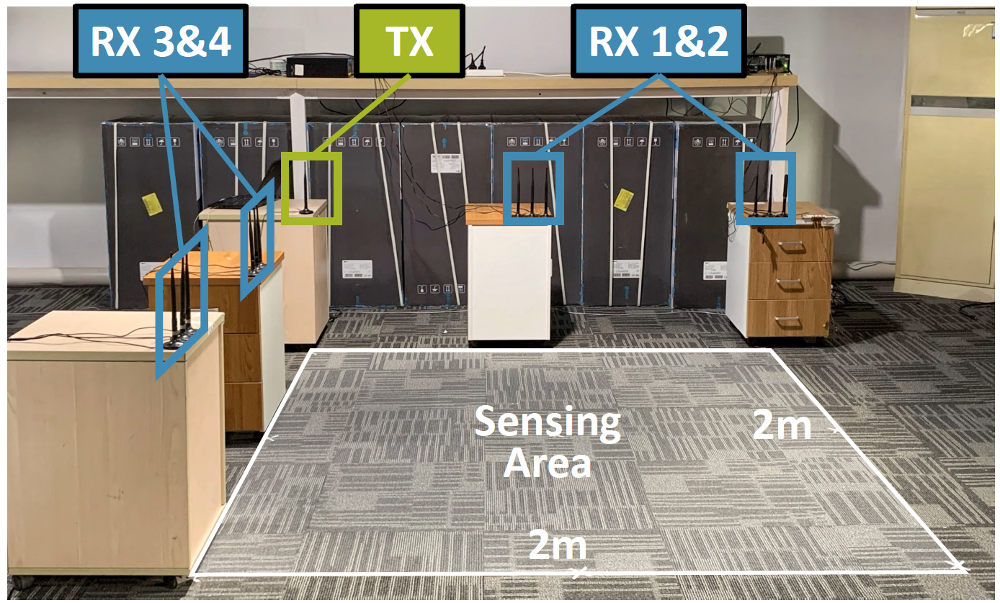 RX 3&4
TX
RX 1&2
Sensing
Area
2m
2m